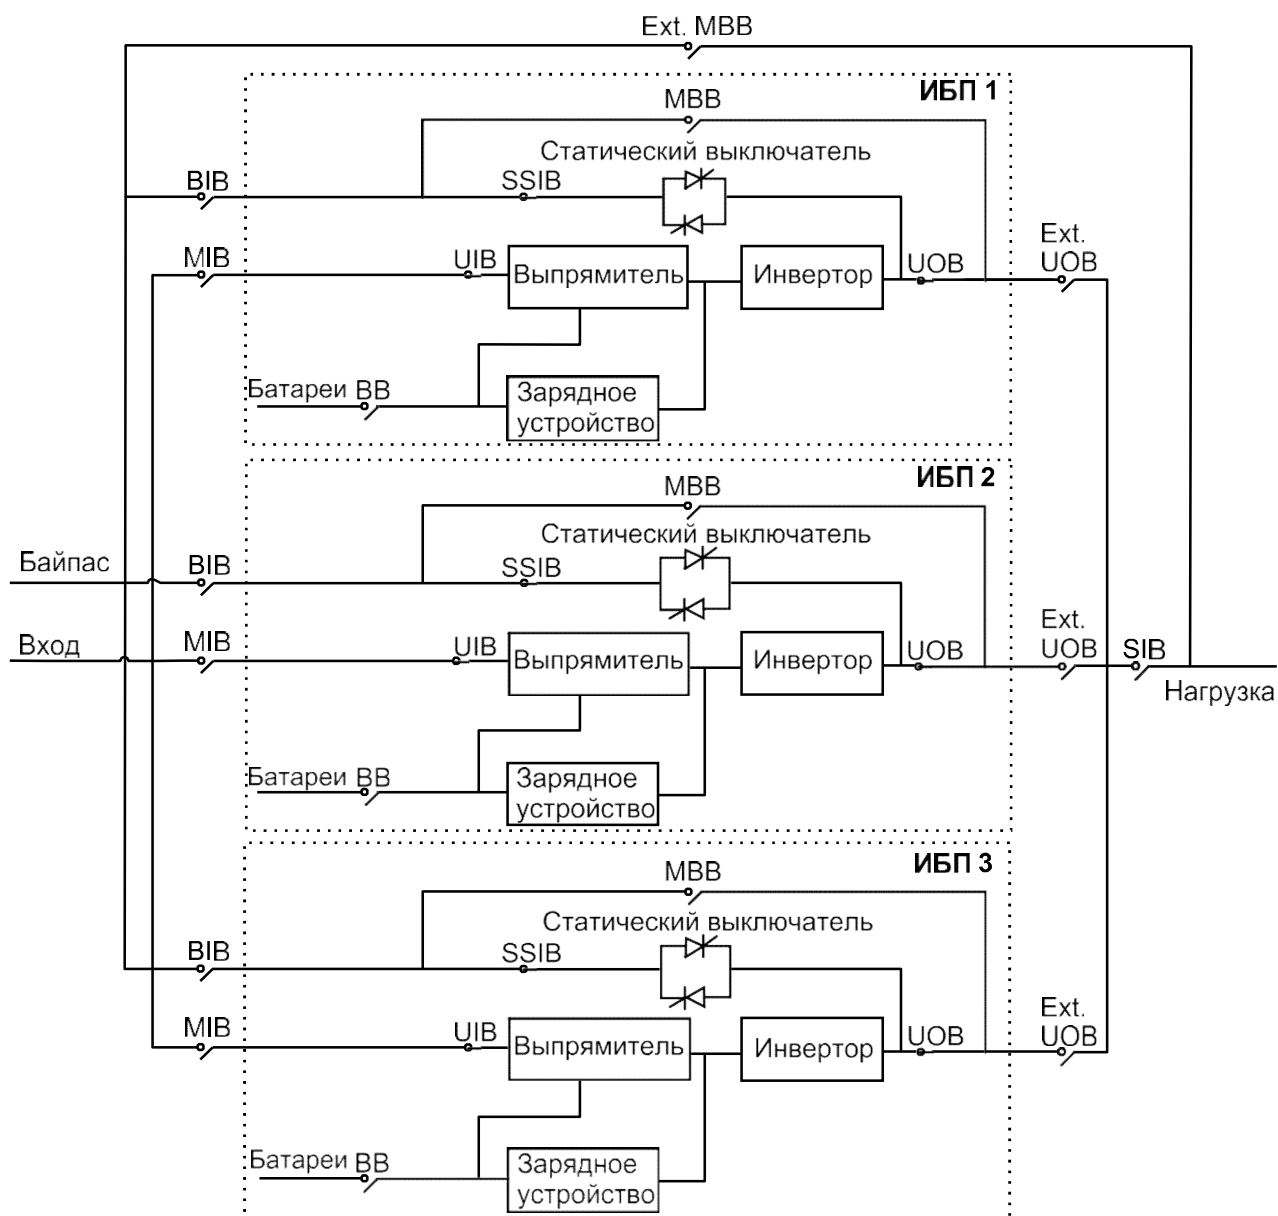 Ext. MBB
ИБП 1
MBB
Статический выключатель
BIB
SSIB
MIB
UIB
Выпрямитель
Инвертор
UOB
Ext.
UOB
Батареи BB
Зарядное
устройство
ИБП 2
MBB
Статический выключатель
Байпас
BIB
SSIB
Вход
MIB
UIB
Выпрямитель
Инвертор
UOB
Ext.
UOB
SIB
Нагрузка
Батареи BB
Зарядное
устройство
ИБП 3
MBB
Статический выключатель
BIB
SSIB
MIB
UIB
Выпрямитель
Инвертор
UOB
Ext.
UOB
Батареи BB
Зарядное
устройство